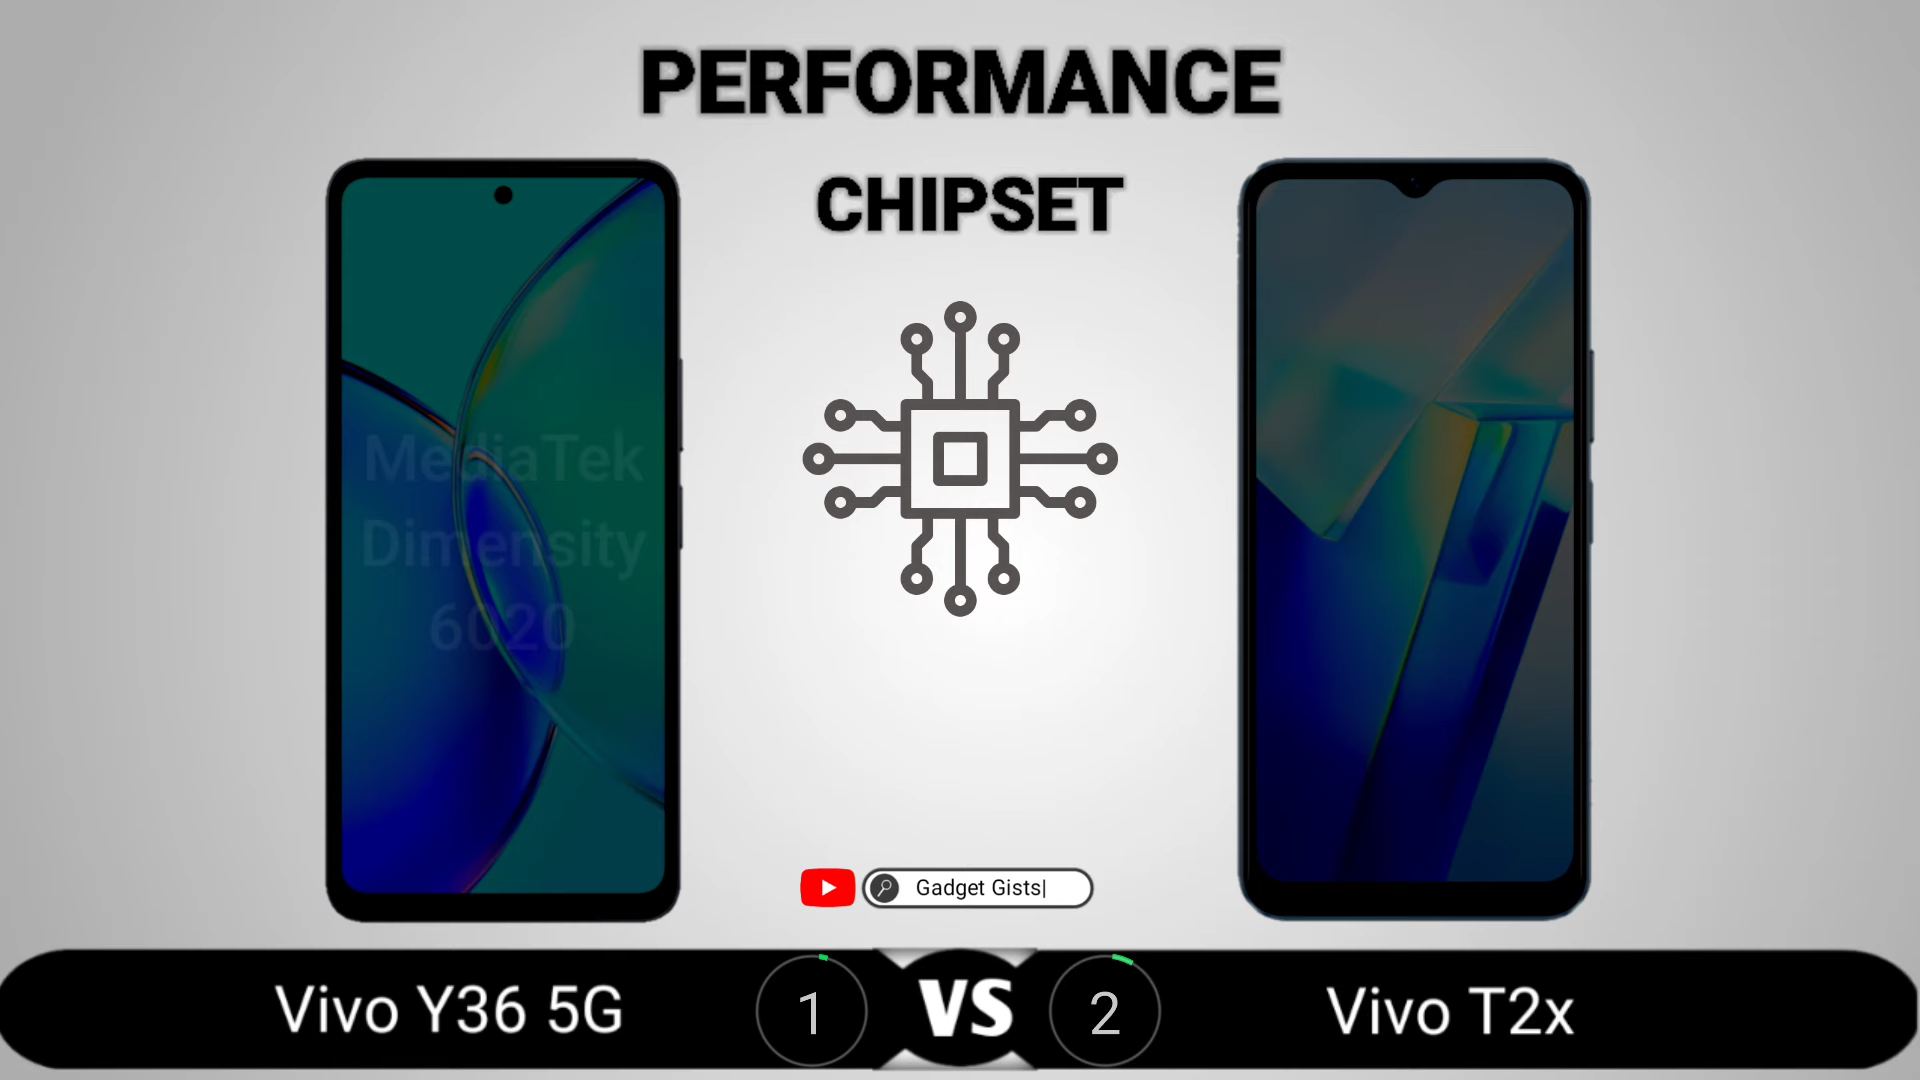 PERFORMANCE
CHIPSET
MediaTek
Dimensity
6020
Gadget Gists|
Vivo Y36 5G
1
VS
2
Vivo T2x